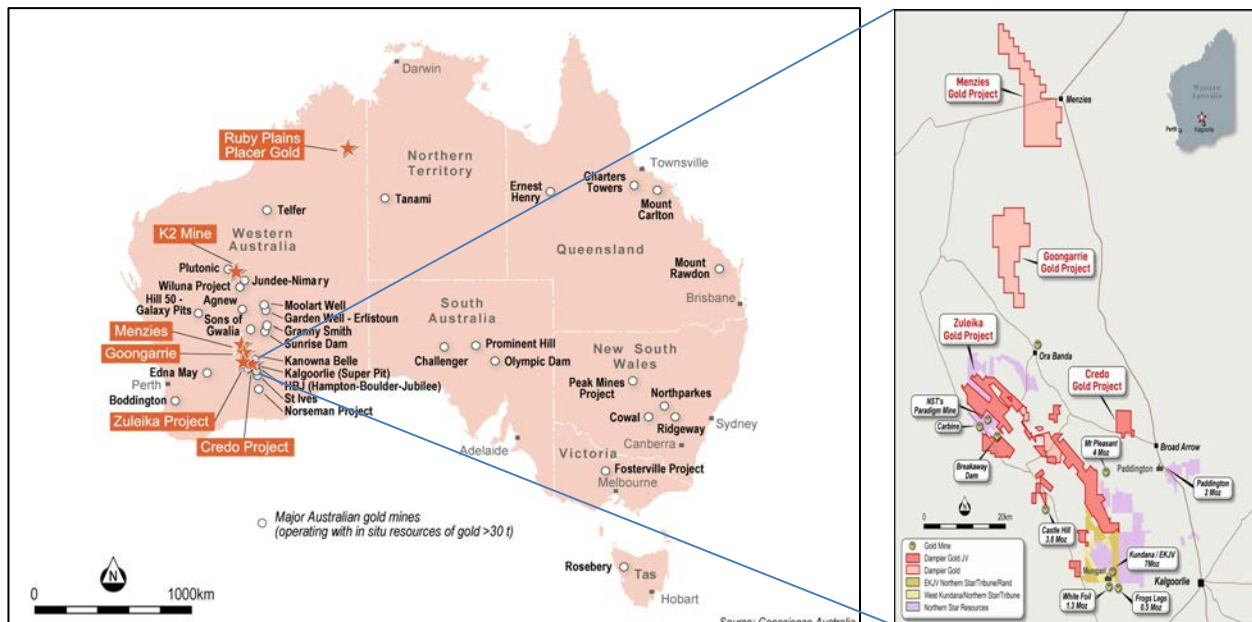 Darwin
Ruby Plains
Placer Gold
Northern
Territory
Townsville
Charters
Towers
Ernest
Henry
Mount
Carlton
Tanami
Telfer
K2 Mine
Western
Australia
Queensland
Plutonic
Jundee-Nimary
Wiluna Project
Mount
Rawdon
Brisbane
Agnew
Hill 50 -
Galaxy Pits
Moolart Well
Garden Well - Erlistoun
Sons of
Gwalia
Granny Smith
Sunrise Dam
South
Australia
Menzies
Goongarrie
Kanowna Belle
Kalgoorlie (Super Pit)
HBJ (Hampton-Boulder-Jubilee)
St Ives
Norseman Project
Challenger
Prominent Hill
Olympic Dam
New South
Wales
Peak Mines
Project
Northparkes
Edna May
Perth
Boddington
Cowal
Ridgeway
Sydney
Canberra
Zuleika Project
Credo Project
Adelaide
Victoria
Fosterville Project
Melbourne
Major Australian gold mines
(operating with in situ resources of gold >30 t)
Rosebery
Tas
Hobart
N
0
1000km
Source: Geoscience Australia
Menzies
Gold Project
Menzies
Western
Australia
Perth
Kalgoorlie
Goongarrie
Gold Project
Zuleika
Gold Project
Ora Banda
Credo
Gold Project
NST's
Paradigm Mine
Carbine
Breakaway
Dam
Mt Pleasant
4 Moz
Broad Arrow
Paddington
Paddington
2 Moz
N
0
20km
Castle Hill
3.8 Moz
Gold Mine
Dampier Gold JV
Dampier Gold
EKJV Northern Star/Tribune/Rand
West Kundana/Northern Star/Tribune
Northern Star Resources
Kundana / EKJV
7Moz
Mungari
Kalgoorlie
White Foil
1.3 Moz
Frogs Legs
0.5 Moz